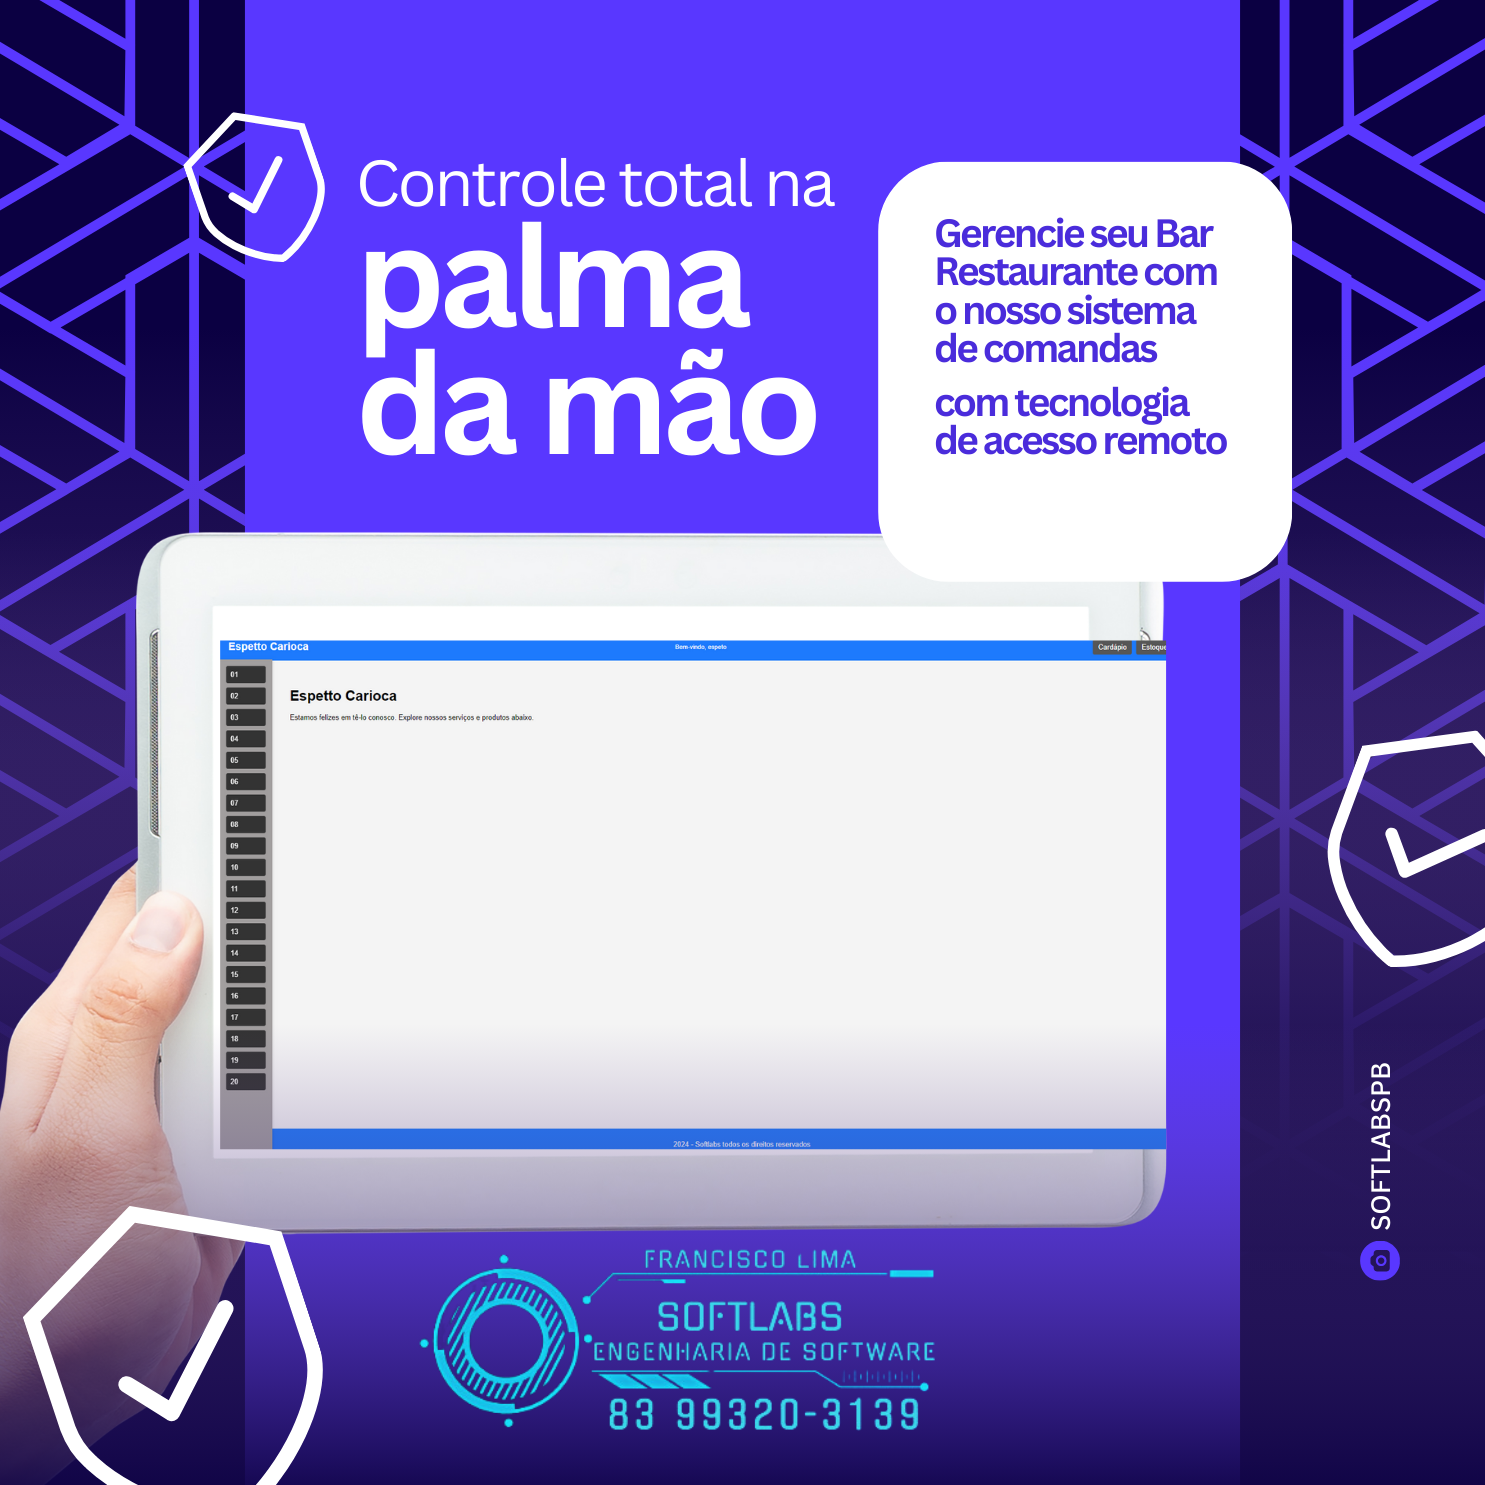 Controle total na
palma
da mão
Gerencie seu Bar
Restaurante com
o nosso sistema
de comandas
com tecnologia
de acesso remoto
Espetto Carioca
Bem-vindo, espeto
Cardápio
Estoque
01
02
03
04
05
06
07
08
09
10
11
12
13
14
15
16
17
18
19
20
Espetto Carioca
Estamos felizes em tê-lo conosco. Explore nossos serviços e produtos abaixo.
2024 - Softlabs todos os direitos reservados
SOFTLABSPB
FRANCISCO LIMA
SOFTLABS
ENGENHARIA DE SOFTWARE
83 99320-3139